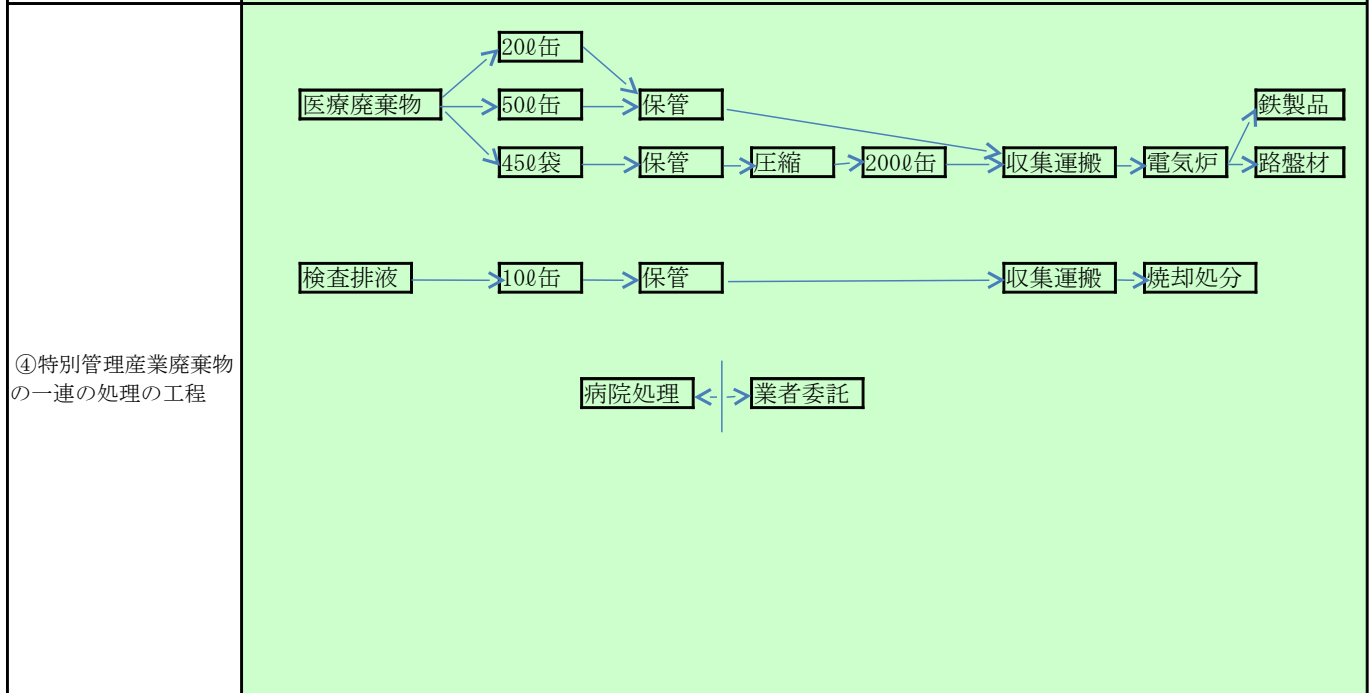 20ℓ缶
医療廃棄物
50ℓ缶
保管
鉄製品
45ℓ袋
保管
圧縮
200ℓ缶
収集運搬
電気炉
路盤材
検査排液
10ℓ缶
保管
収集運搬
焼却処分
④特別管理産業廃棄物
の一連の処理の工程
病院処理
業者委託